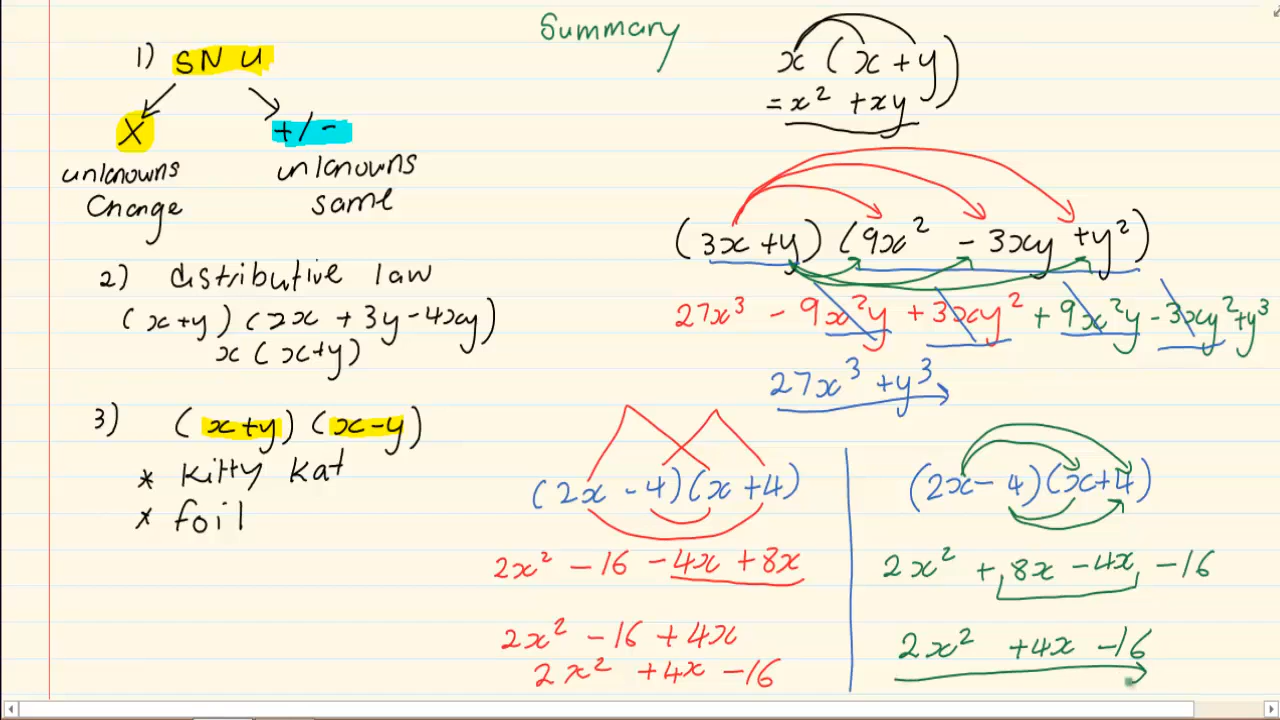 Summary
1) S N U
X
+/-
unknowns
Change
unknowns
same
2) distributive law
(x+y) (2x + 3y - 4xy)
x (x+y)
3) (x+y) (x-y)
* Kitty kat
* foil
x (x + y)
= x² + xy
(3x + y) (9x² - 3xy + y²)
27x³ - 9x²y + 3xy² + 9x²y - 3xy² + y³
27x³ + y³
(2x - 4) (x + 4)
2x² - 16 - 4x + 8x
2x² - 16 + 4x
2x² + 4x - 16
(2x - 4) (x + 4)
2x² + 8x - 4x - 16
2x² + 4x - 16